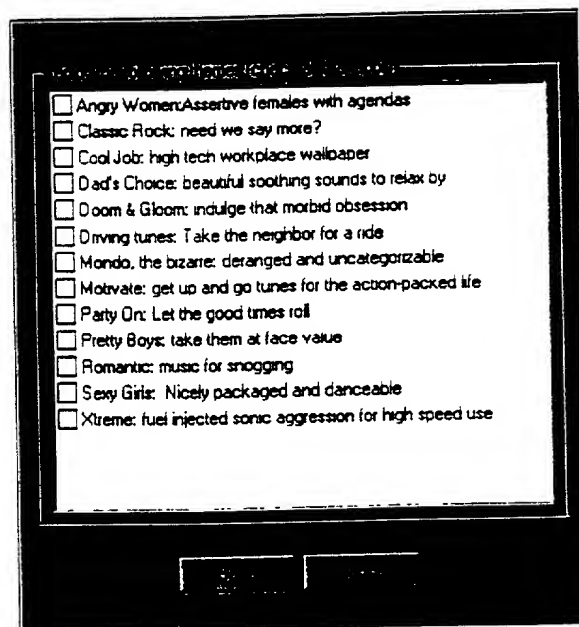 Angry Women:Assertive females with agendas
Classic Rock: need we say more?
Cool Job: high tech workplace wallpaper
Dad's Choice: beautiful soothing sounds to relax by
Doom & Gloom: indulge that morbid obsession
Driving tunes: Take the neighbor for a ride
Mondo, the bizarre: deranged and uncategorizable
Motivate: get up and go tunes for the action-packed life
Party On: Let the good times roll
Pretty Boys: take them at face value
Romantic: music for snogging
Sexy Girls: Nicely packaged and danceable
Xtreme: fuel injected sonic aggression for high speed use